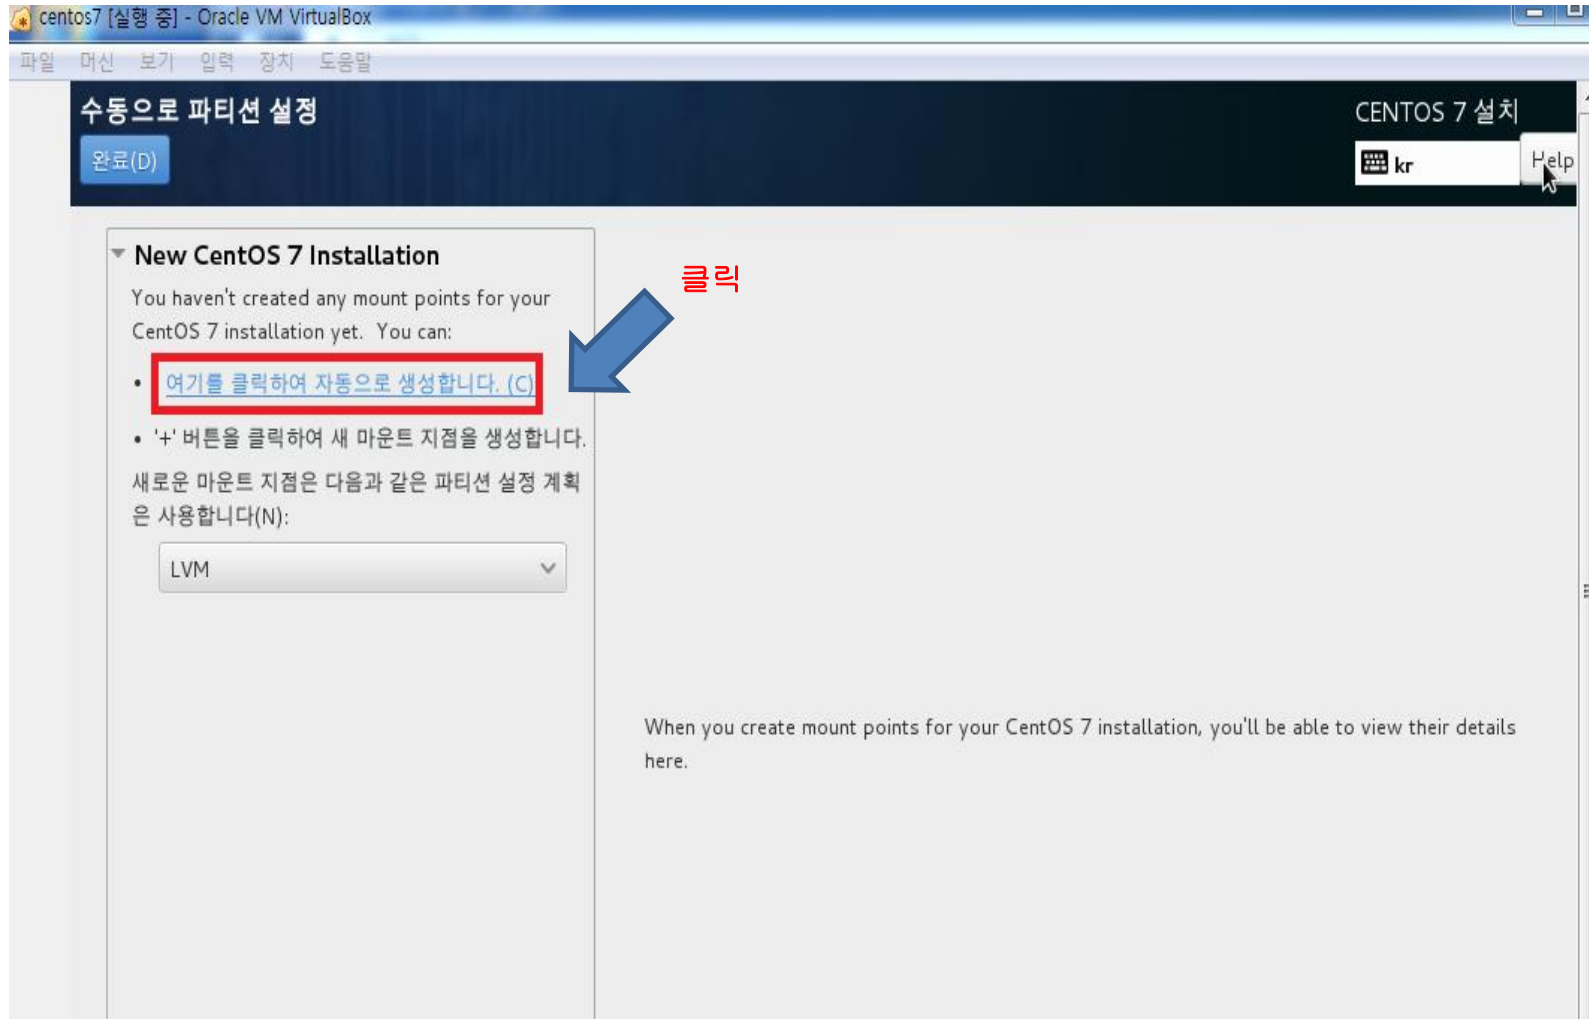 centos7 [실행 중] - Oracle VM VirtualBox
파일 머신 보기 입력 장치 도움말
수동으로 파티션 설정
CENTOS 7 설치
완료(D)
kr
Help
New CentOS 7 Installation
클릭
You haven't created any mount points for your
CentOS 7 installation yet. You can:
• 여기를 클릭하여 자동으로 생성합니다. (C)
• '+' 버튼을 클릭하여 새 마운트 지점을 생성합니다.
새로운 마운트 지점은 다음과 같은 파티션 설정 계획
은 사용합니다(N):
LVM
When you create mount points for your CentOS 7 installation, you'll be able to view their details
here.